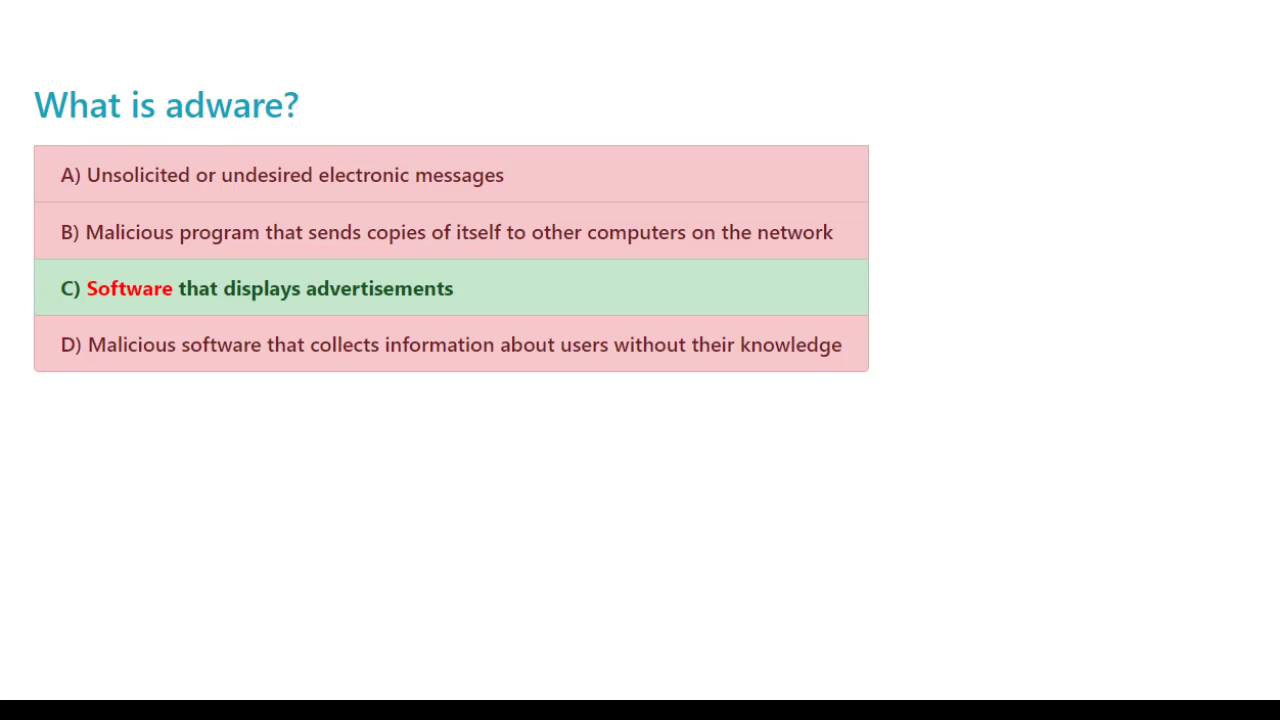 What is adware?
A) Unsolicited or undesired electronic messages
B) Malicious program that sends copies of itself to other computers on the network
C) Software that displays advertisements
D) Malicious software that collects information about users without their knowledge